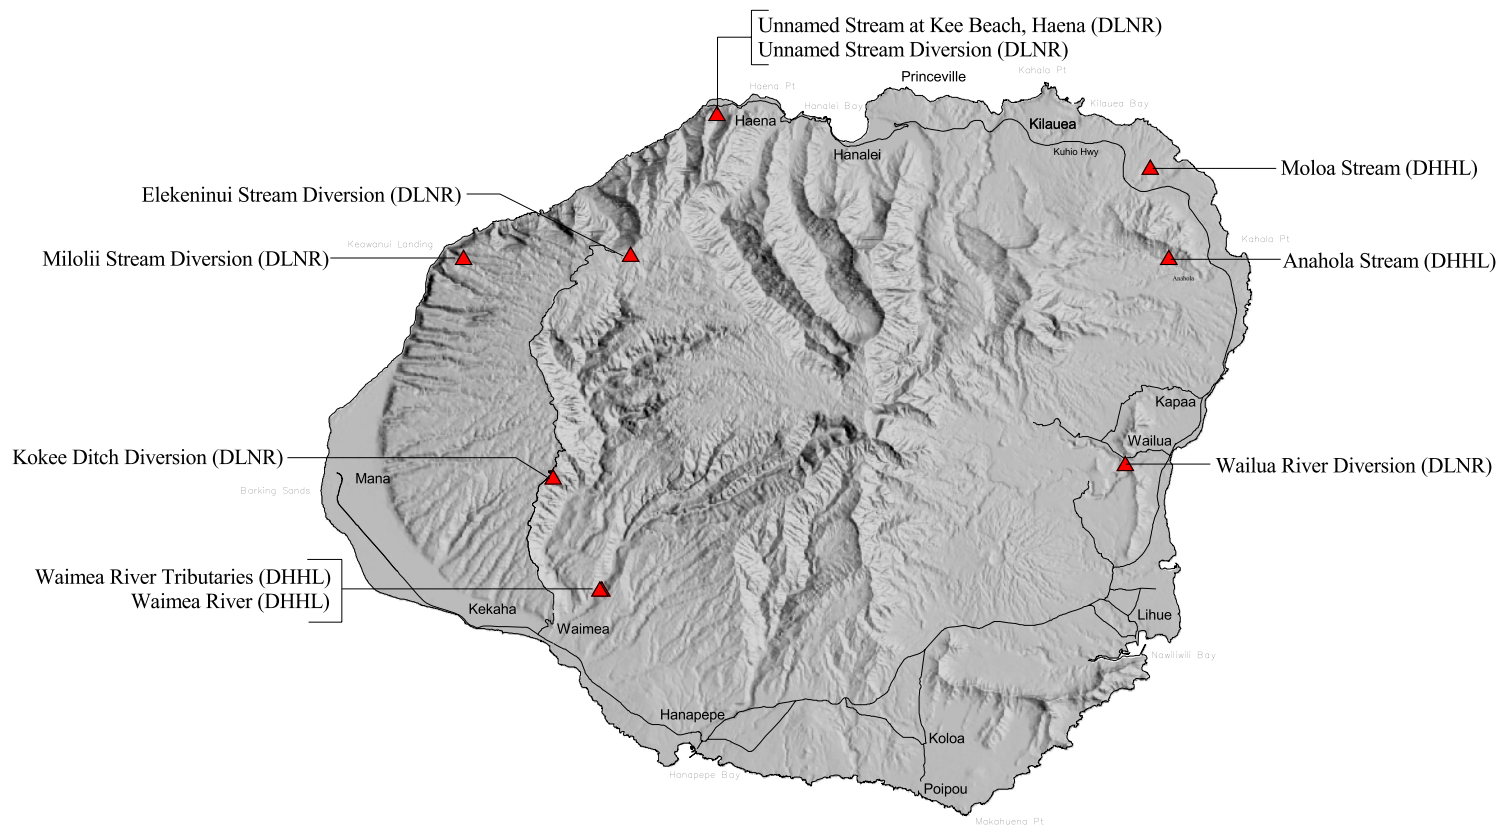 Unnamed Stream at Kee Beach, Haena (DLNR)
Unnamed Stream Diversion (DLNR)
Kahala Pt
Princeville
Haena Pt
Hanalei Bay
Kilauea Bay
Haena
Kilauea
Hanalei
Kuhio Hwy
Moloa Stream (DHHL)
Elekeninui Stream Diversion (DLNR)
Keawanui Landing
Kahala Pt
Milolii Stream Diversion (DLNR)
Anahola Stream (DHHL)
Anahola
Kapaa
Wailua
Kokee Ditch Diversion (DLNR)
Wailua River Diversion (DLNR)
Mana
Barking Sands
Waimea River Tributaries (DHHL)
Waimea River (DHHL)
Kekaha
Lihue
Waimea
Nawiliwili Bay
Hanapepe
Koloa
Hanapepe Bay
Poipou
Makahuena Pt